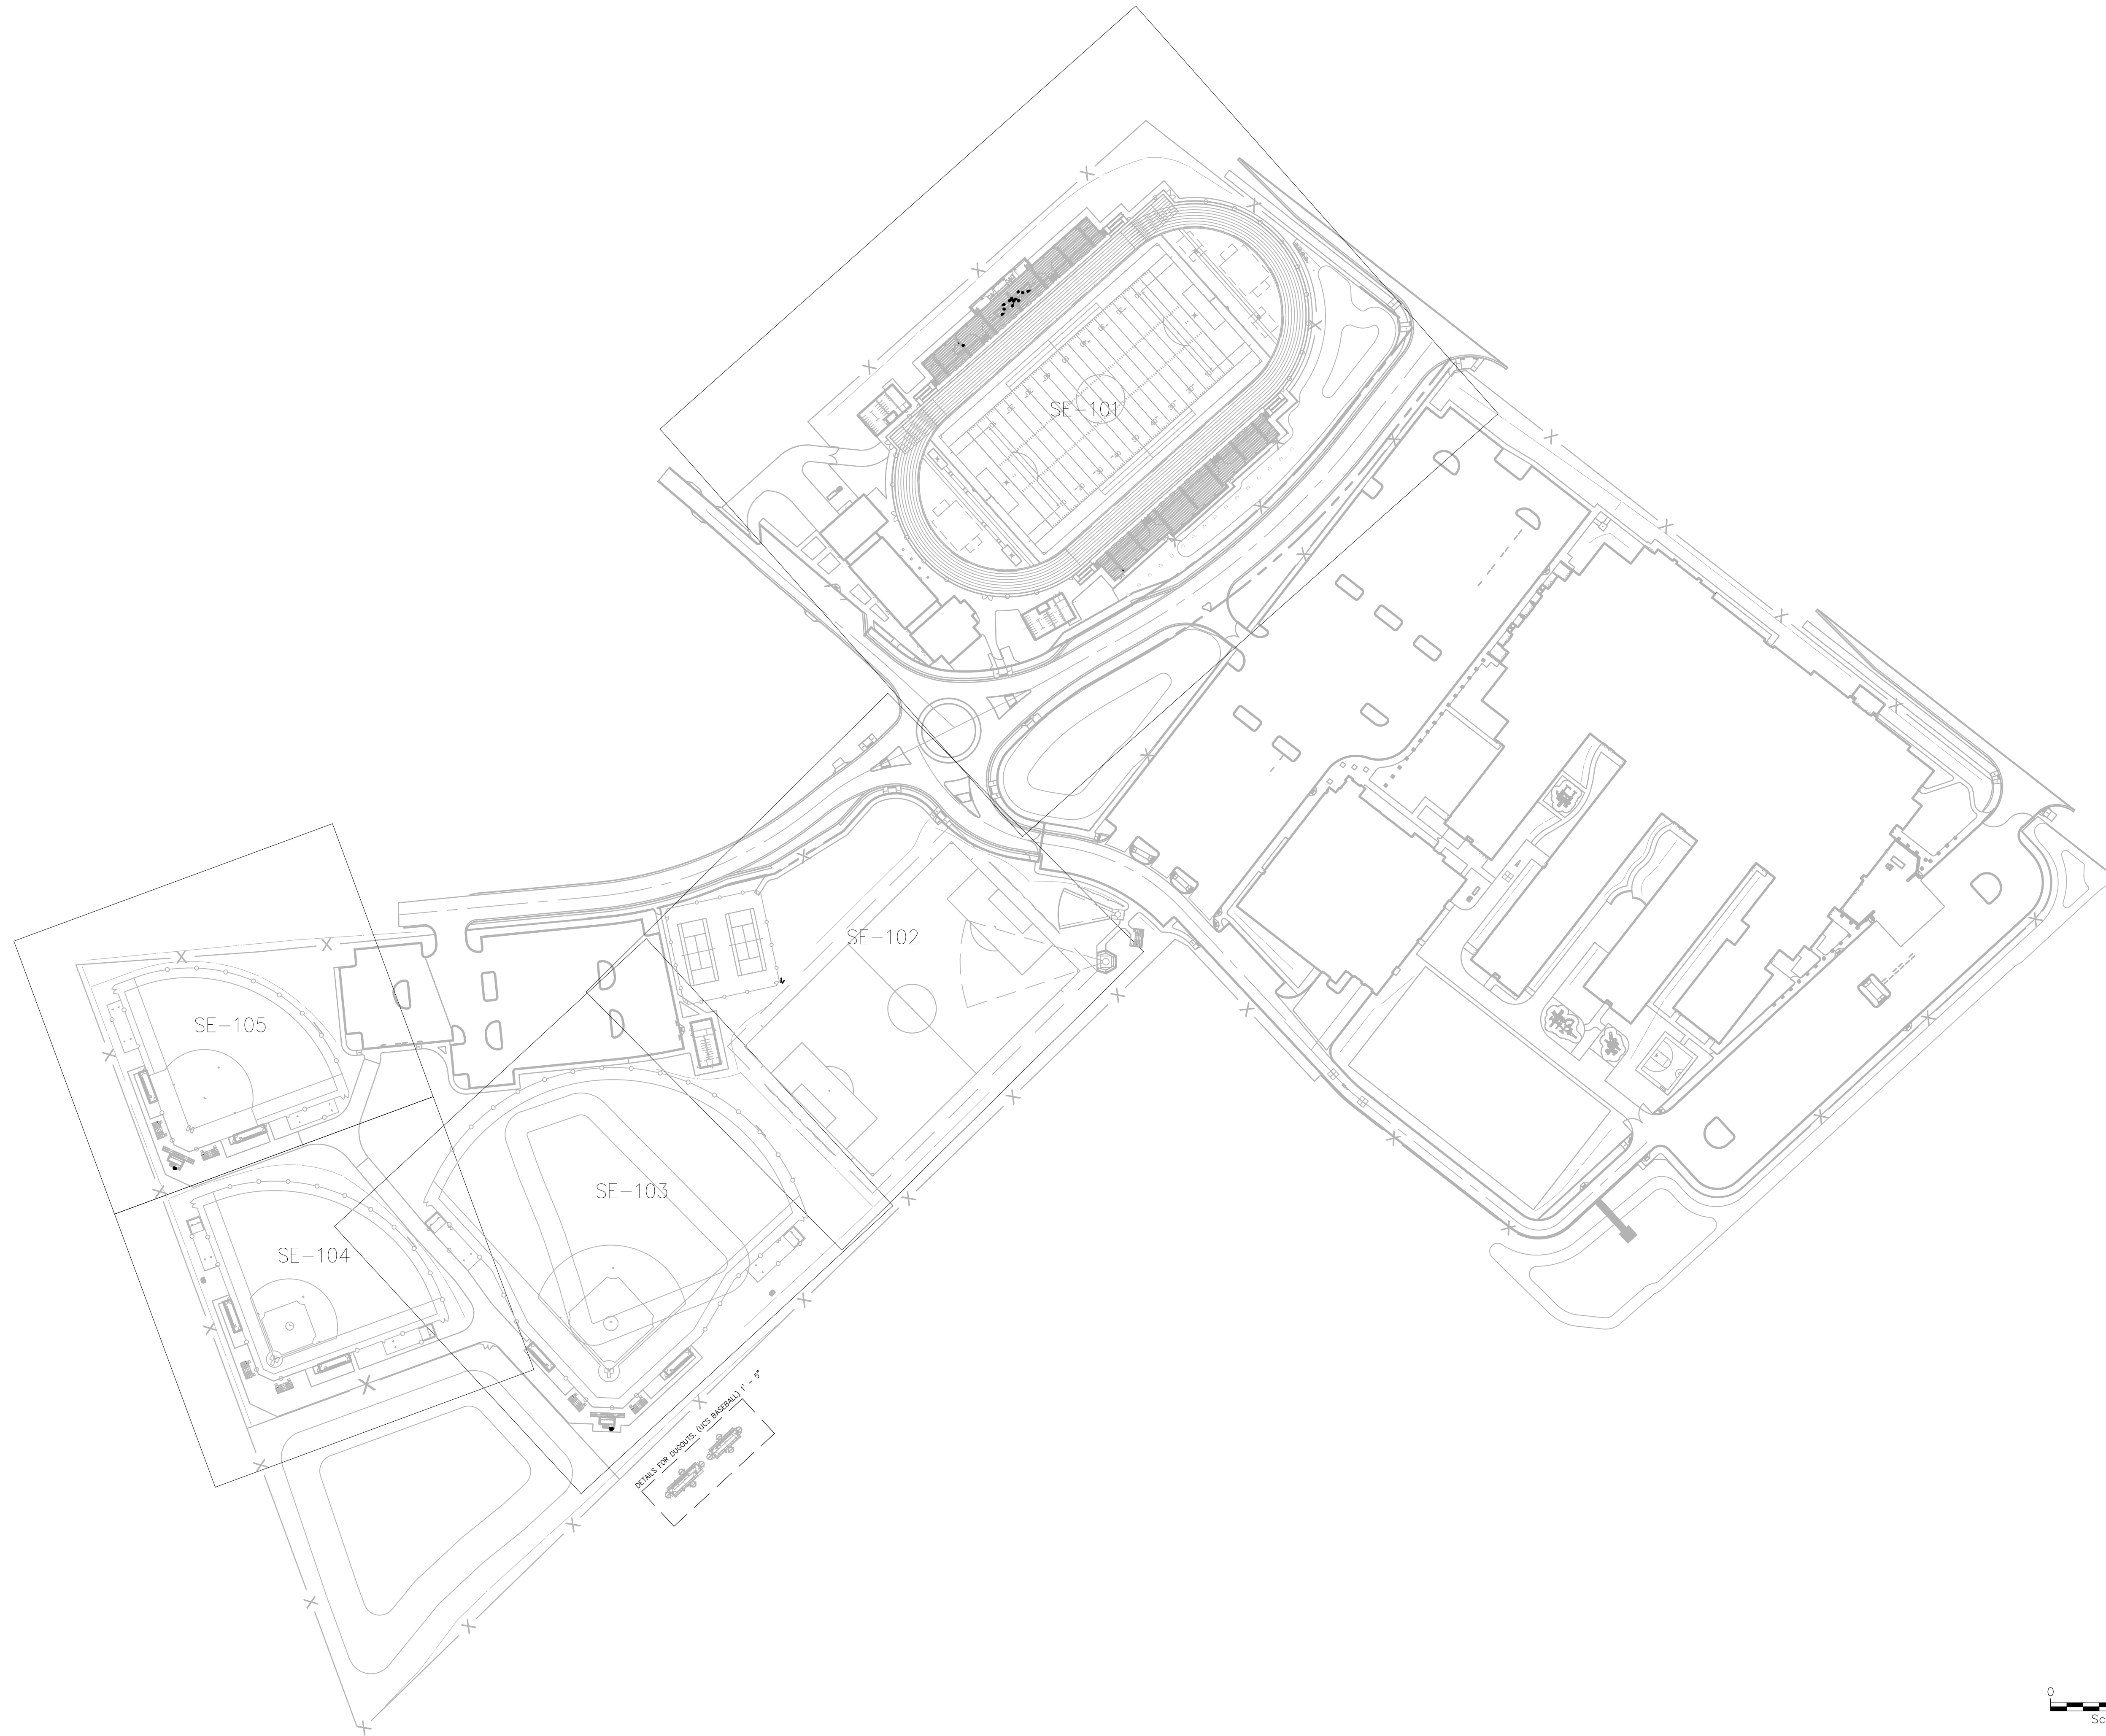 SE-101
SE-102
SE-105
SE-103
SE-104
DETAILS FOR DUGOUTS. (UCS BASEBALL) 1' - 5"
0
Sc